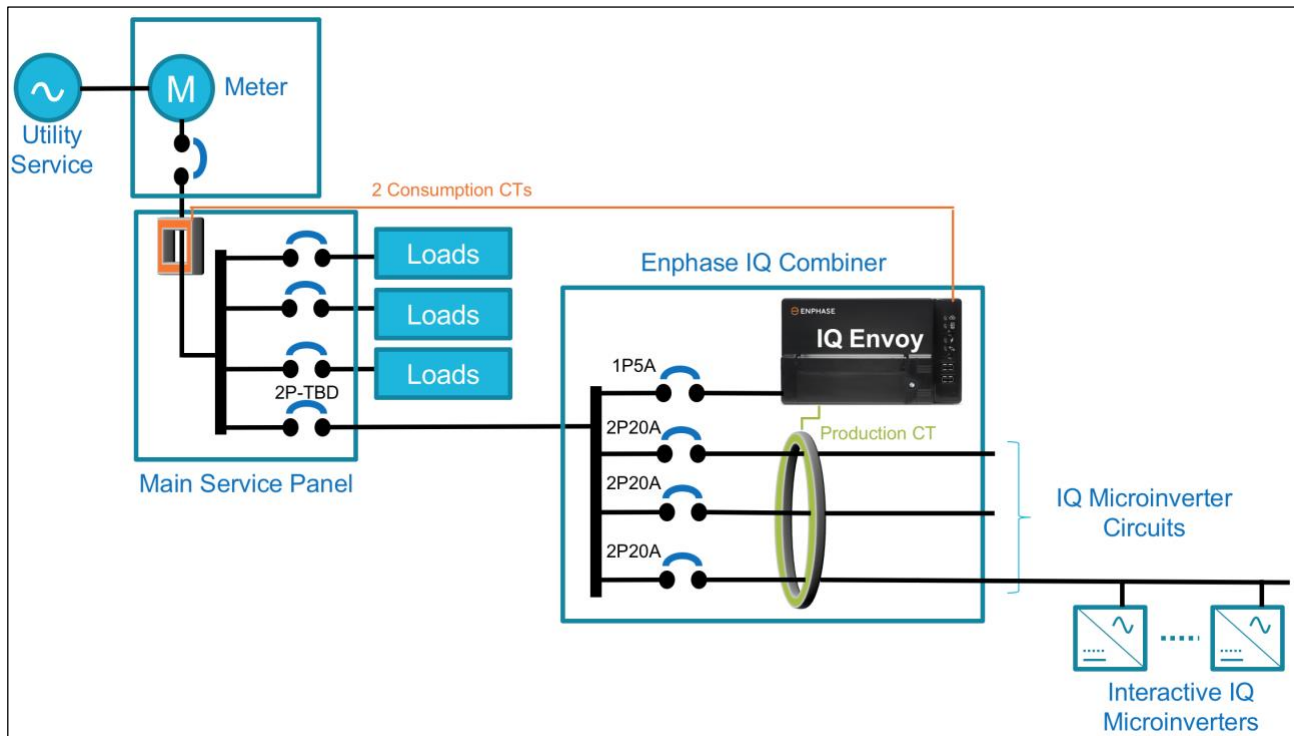 M
Meter
Utility
Service
2 Consumption CTs
Loads
Loads
Loads
2P-TBD
Main Service Panel
Enphase IQ Combiner
ENPHASE
IQ Envoy
1P5A
2P20A
Production CT
2P20A
2P20A
IQ Microinverter
Circuits
Interactive IQ
Microinverters